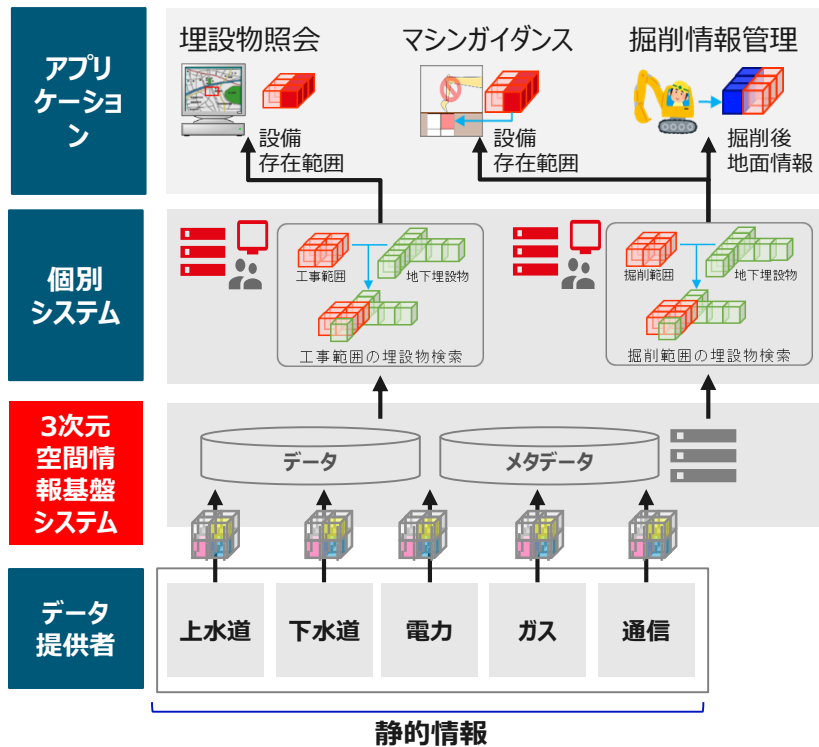 アプリ
ケーショ
ン
埋設物照会
マシンガイダンス
掘削情報管理
設備
存在範囲
設備
存在範囲
掘削後
地面情報
個別
システム
工事範囲
地下埋設物
工事範囲の埋設物検索
掘削範囲
地下埋設物
掘削範囲の埋設物検索
3次元
空間情
報基盤
システム
データ
メタデータ
データ
提供者
上水道
下水道
電力
ガス
通信
静的情報